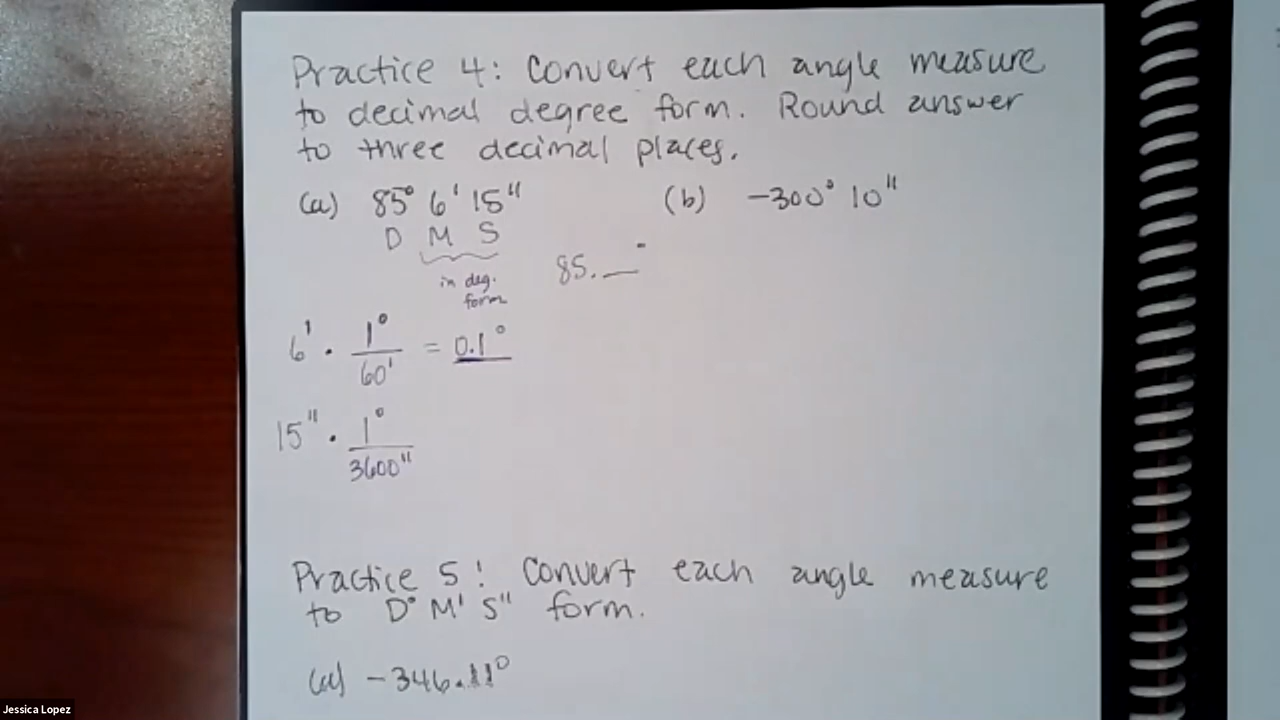 Practice 4: Convert each angle measure
to decimal degree form. Round answer
to three decimal places.
(a) 85° 6' 15" (b) -300° 10"
D M S
85.__°
in deg.
form
6' · 1°/60' = 0.1°
15" · 1°/3600"
Practice 5: Convert each angle measure
to D° M' S" form.
(a) -346.11°
Jessica Lopez